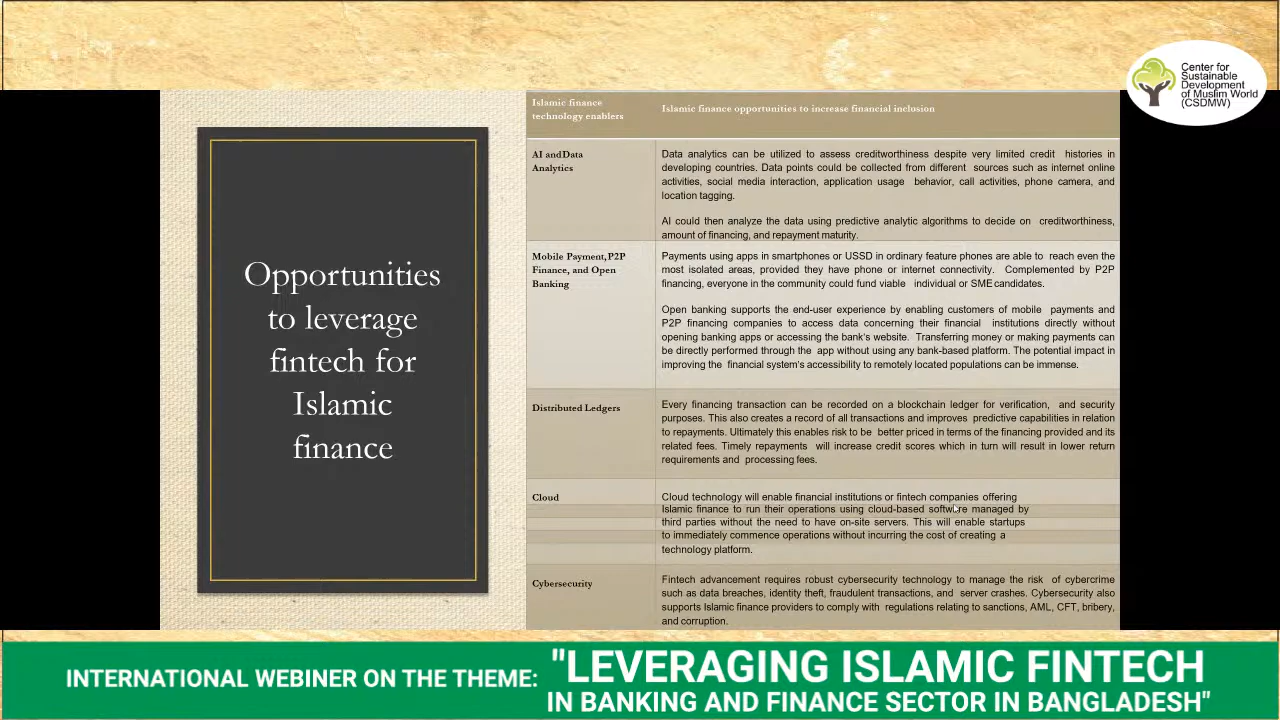 Center for
Sustainable
Development
of Muslim World
(CSDMW)
Opportunities
to leverage
fintech for
Islamic
finance
Islamic finance
technology enablers
Islamic finance opportunities to increase financial inclusion
AI andData
Analytics
Data analytics can be utilized to assess creditworthiness despite very limited credit histories in
developing countries. Data points could be collected from different sources such as internet online
activities, social media interaction, application usage behavior, call activities, phone camera, and
location tagging.
AI could then analyze the data using predictive analytic algorithms to decide on creditworthiness,
amount of financing, and repayment maturity.
Mobile Payment,P2P
Finance, and Open
Banking
Payments using apps in smartphones or USSD in ordinary feature phones are able to reach even the
most isolated areas, provided they have phone or internet connectivity. Complemented by P2P
financing, everyone in the community could fund viable individual or SME candidates.
Open banking supports the end-user experience by enabling customers of mobile payments and
P2P financing companies to access data concerning their financial institutions directly without
opening banking apps or accessing the bank's website. Transferring money or making payments can
be directly performed through the app without using any bank-based platform. The potential impact in
improving the financial system's accessibility to remotely located populations can be immense.
Distributed Ledgers
Every financing transaction can be recorded on a blockchain ledger for verification, and security
purposes. This also creates a record of all transactions and improves predictive capabilities in relation
to repayments. Ultimately this enables risk to be better priced in terms of the financing provided and its
related fees. Timely repayments will increase credit scores which in turn will result in lower return
requirements and processing fees.
Cloud
Cloud technology will enable financial institutions or fintech companies offering
Islamic finance to run their operations using cloud-based software managed by
third parties without the need to have on-site servers. This will enable startups
to immediately commence operations without incurring the cost of creating a
technology platform.
Cybersecurity
Fintech advancement requires robust cybersecurity technology to manage the risk of cybercrime
such as data breaches, identity theft, fraudulent transactions, and server crashes. Cybersecurity also
supports Islamic finance providers to comply with regulations relating to sanctions, AML, CFT, bribery,
and corruption.
INTERNATIONAL WEBINER ON THE THEME:
"LEVERAGING ISLAMIC FINTECH
IN BANKING AND FINANCE SECTOR IN BANGLADESH"